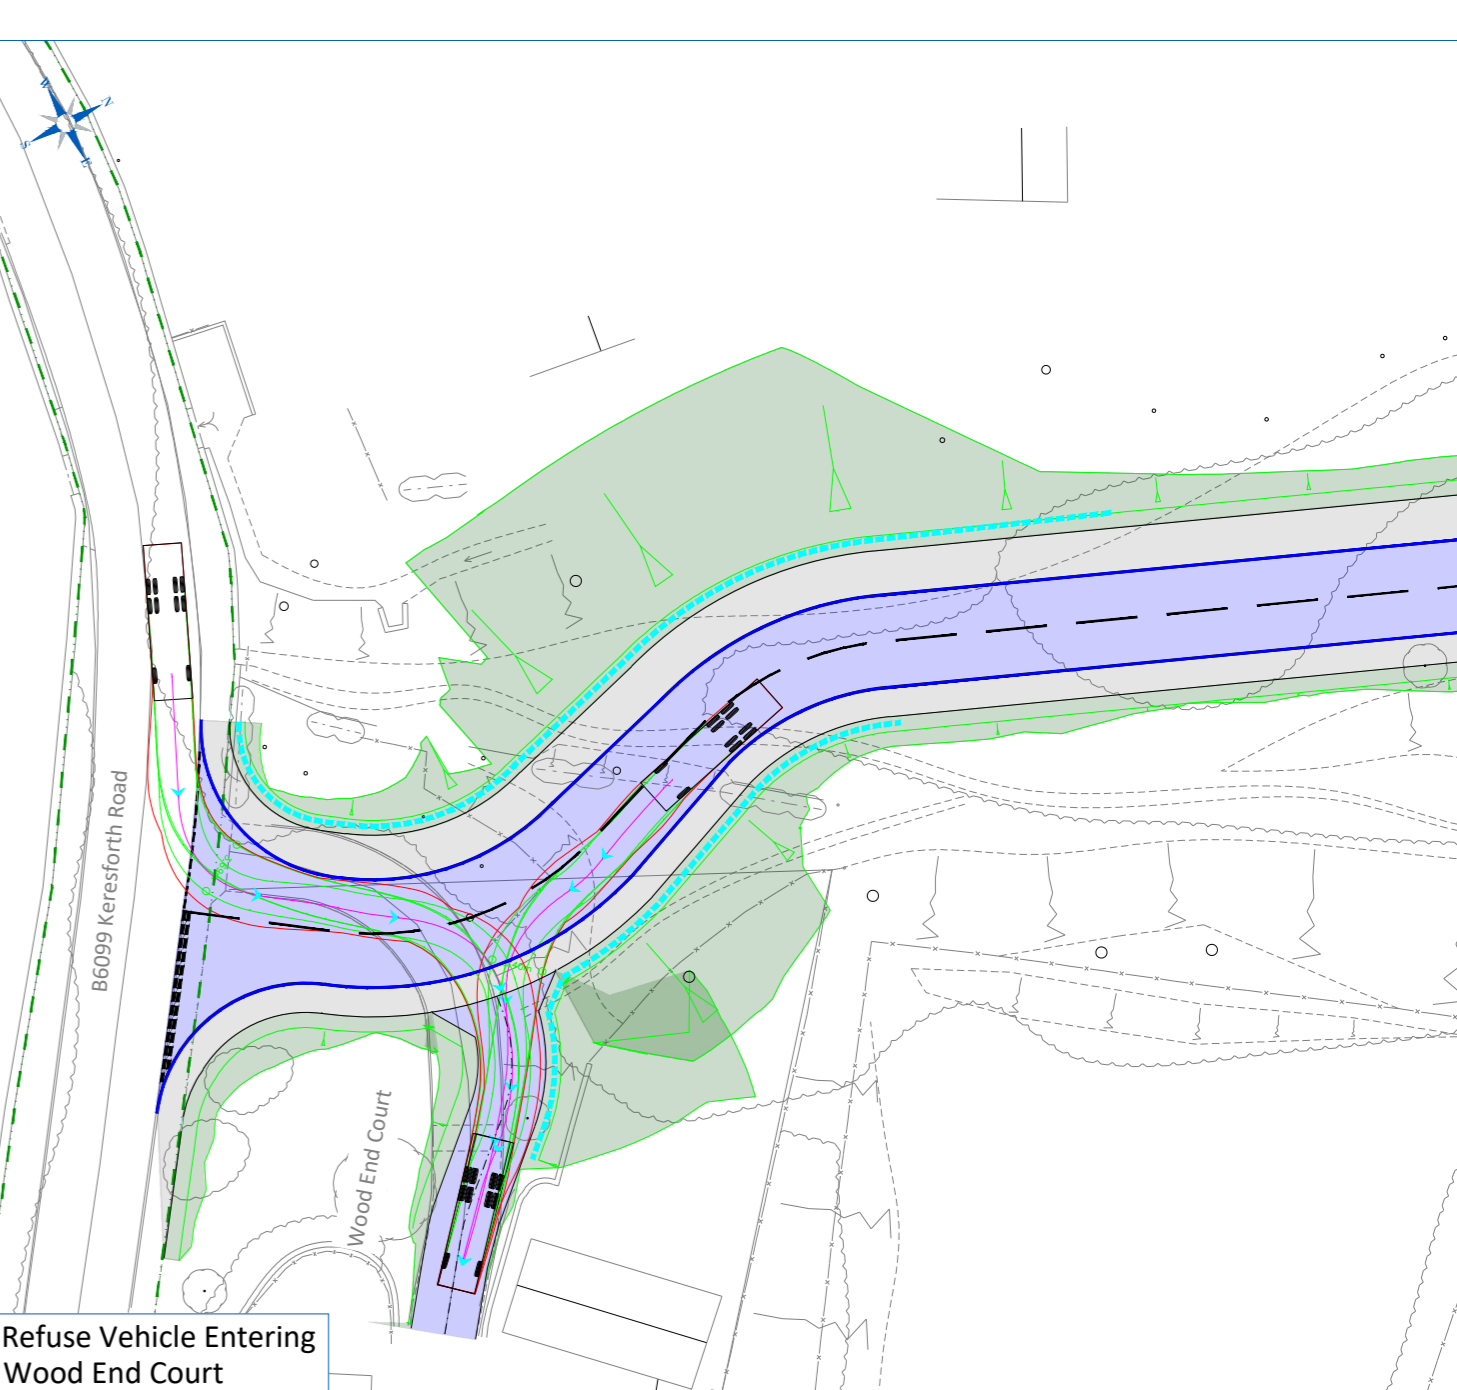 W
N
S
E
B6099 Keresforth Road
Wood End Court
Refuse Vehicle Entering
Wood End Court